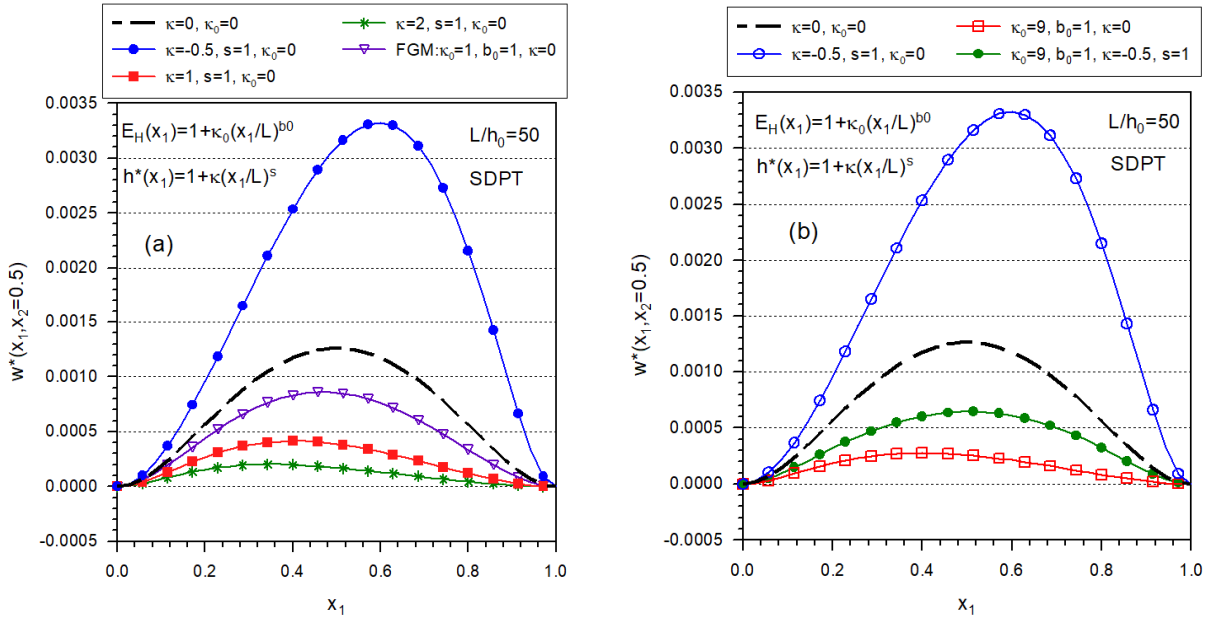 κ=0, κ₀=0
κ=-0.5, s=1, κ₀=0
κ=1, s=1, κ₀=0
κ=2, s=1, κ₀=0
FGM:κ₀=1, b₀=1, κ=0
0.0035
0.0030
0.0025
0.0020
0.0015
0.0010
0.0005
0.0000
-0.0005
w*(x₁,x₂=0.5)
E_H(x₁)=1+κ₀(x₁/L)^b0
h*(x₁)=1+κ(x₁/L)^s
L/h₀=50
SDPT
(a)
0.0 0.2 0.4 0.6 0.8 1.0
x₁
κ=0, κ₀=0
κ=-0.5, s=1, κ₀=0
κ₀=9, b₀=1, κ=0
κ₀=9, b₀=1, κ=-0.5, s=1
0.0035
0.0030
0.0025
0.0020
0.0015
0.0010
0.0005
0.0000
-0.0005
w*(x₁,x₂=0.5)
E_H(x₁)=1+κ₀(x₁/L)^b0
h*(x₁)=1+κ(x₁/L)^s
L/h₀=50
SDPT
(b)
0.0 0.2 0.4 0.6 0.8 1.0
x₁